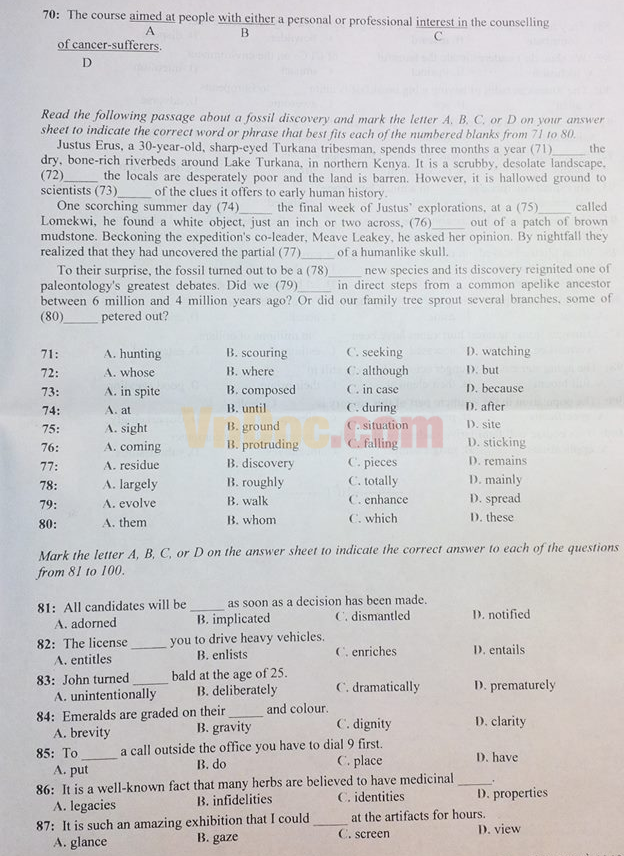 70: The course aimed at people with either a personal or professional interest in the counselling
A B C
of cancer-sufferers.
D
Read the following passage about a fossil discovery and mark the letter A, B, C, or D on your answer
sheet to indicate the correct word or phrase that best fits each of the numbered blanks from 71 to 80.
Justus Erus, a 30-year-old, sharp-eyed Turkana tribesman, spends three months a year (71)_____ the
dry, bone-rich riverbeds around Lake Turkana, in northern Kenya. It is a scrubby, desolate landscape,
(72)_____ the locals are desperately poor and the land is barren. However, it is hallowed ground to
scientists (73)_____ of the clues it offers to early human history.
One scorching summer day (74)_____ the final week of Justus' explorations, at a (75)_____ called
Lomekwi, he found a white object, just an inch or two across, (76)_____ out of a patch of brown
mudstone. Beckoning the expedition's co-leader, Meave Leakey, he asked her opinion. By nightfall they
realized that they had uncovered the partial (77)_____ of a humanlike skull.
To their surprise, the fossil turned out to be a (78)_____ new species and its discovery reignited one of
paleontology's greatest debates. Did we (79)_____ in direct steps from a common apelike ancestor
between 6 million and 4 million years ago? Or did our family tree sprout several branches, some of
(80)_____ petered out?
71: A. hunting B. scouring C. seeking D. watching
72: A. whose B. where C. although D. but
73: A. in spite B. composed C. in case D. because
74: A. at B. until C. during D. after
75: A. sight B. ground C. situation D. site
76: A. coming B. protruding C. falling D. sticking
77: A. residue B. discovery C. pieces D. remains
78: A. largely B. roughly C. totally D. mainly
79: A. evolve B. walk C. enhance D. spread
80: A. them B. whom C. which D. these
VnDoc.com
Mark the letter A, B, C, or D on the answer sheet to indicate the correct answer to each of the questions
from 81 to 100.
81: All candidates will be _____ as soon as a decision has been made.
A. adorned B. implicated C. dismantled D. notified
82: The license _____ you to drive heavy vehicles.
A. entitles B. enlists C. enriches D. entails
83: John turned _____ bald at the age of 25.
A. unintentionally B. deliberately C. dramatically D. prematurely
84: Emeralds are graded on their _____ and colour.
A. brevity B. gravity C. dignity D. clarity
85: To _____ a call outside the office you have to dial 9 first.
A. put B. do C. place D. have
86: It is a well-known fact that many herbs are believed to have medicinal _____.
A. legacies B. infidelities C. identities D. properties
87: It is such an amazing exhibition that I could _____ at the artifacts for hours.
A. glance B. gaze C. screen D. view